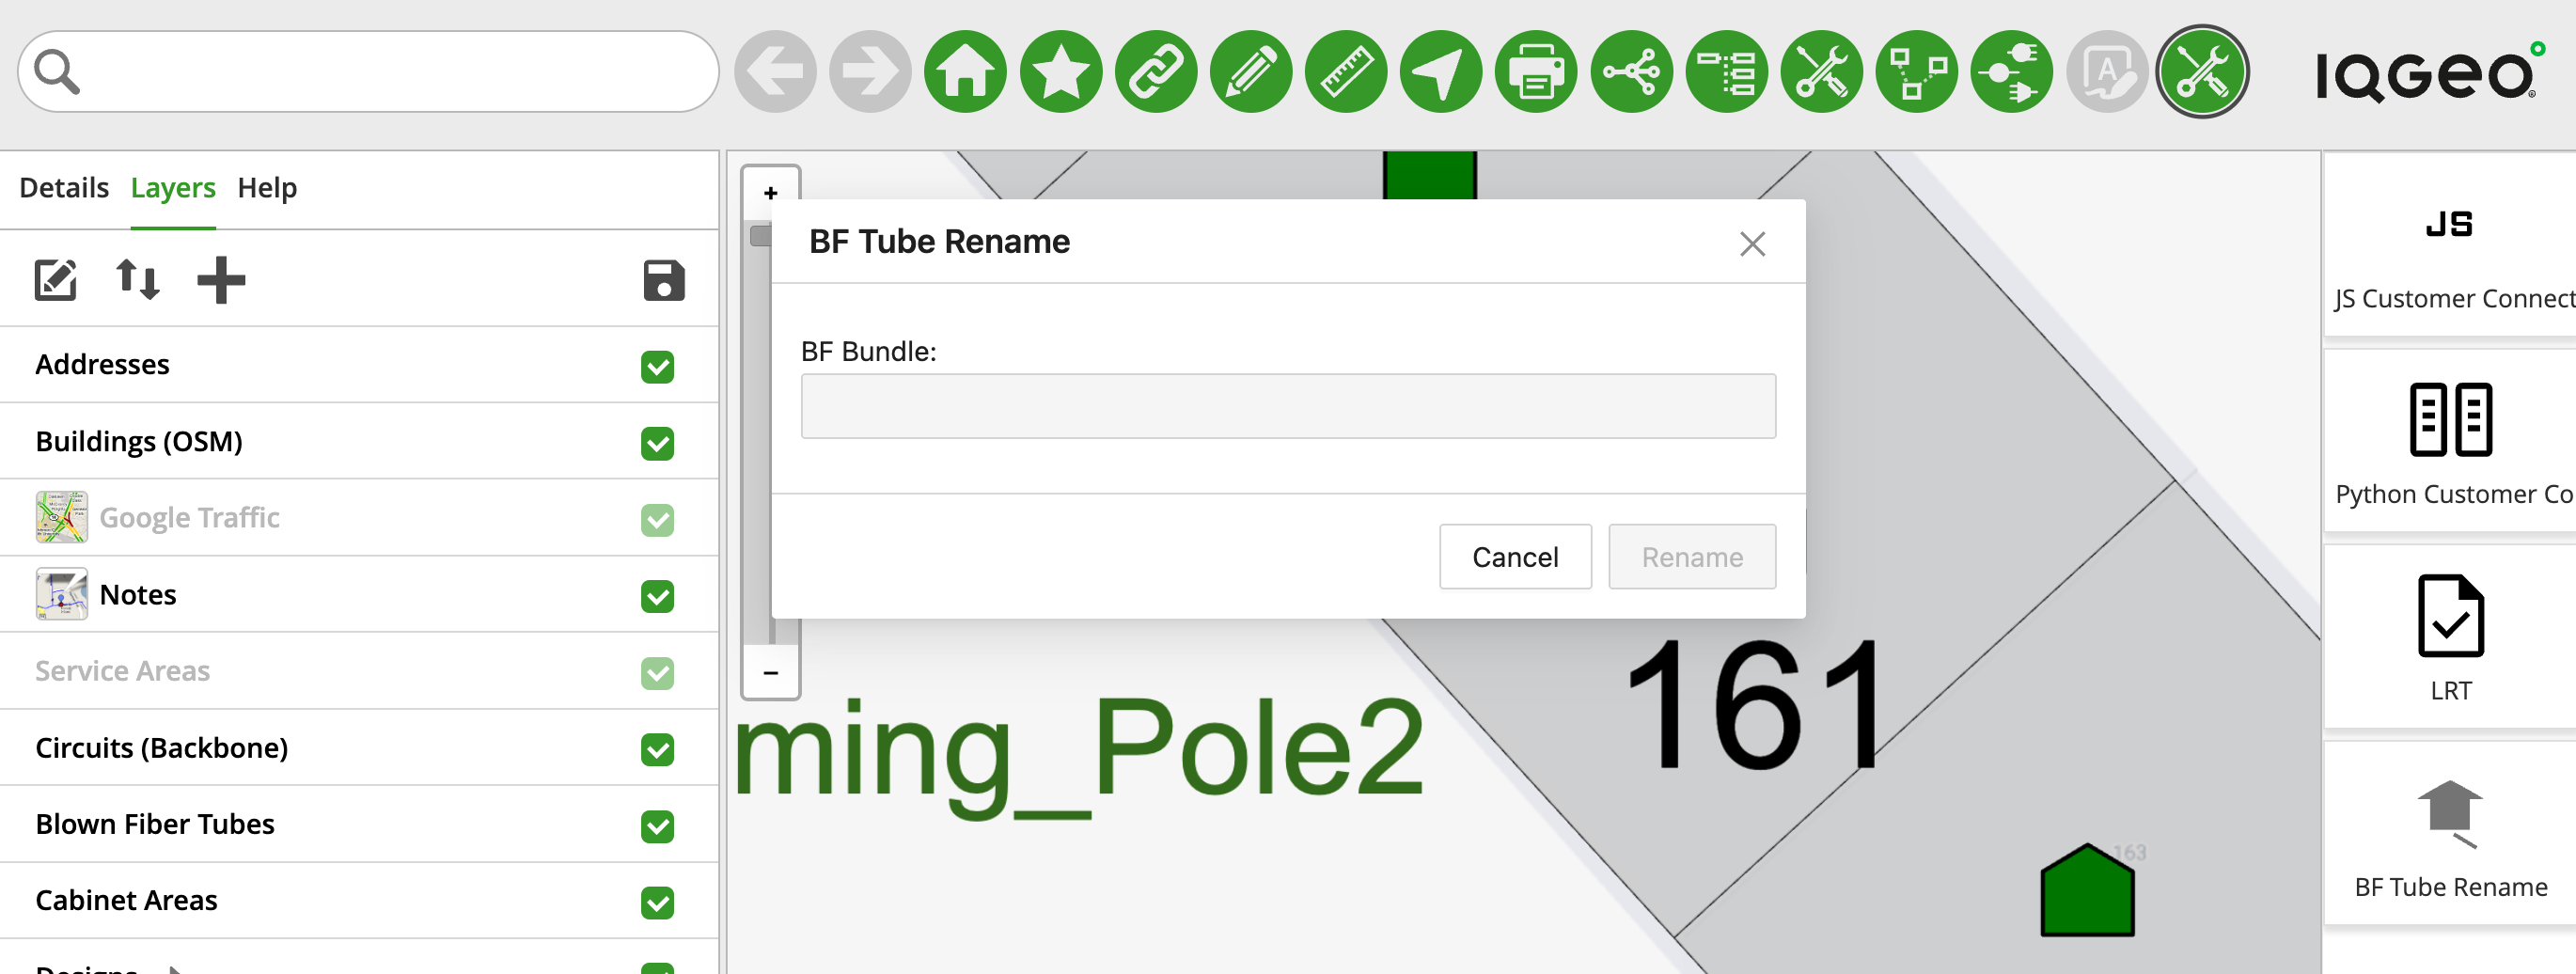 IQGEO
Details Layers Help
Addresses
Buildings (OSM)
Google Traffic
Notes
Service Areas
Circuits (Backbone)
Blown Fiber Tubes
Cabinet Areas
Designs
+
−
BF Tube Rename
BF Bundle:
Cancel Rename
161
ming_Pole2
163
A
JS
JS Customer Connect
Python Customer Co
LRT
BF Tube Rename